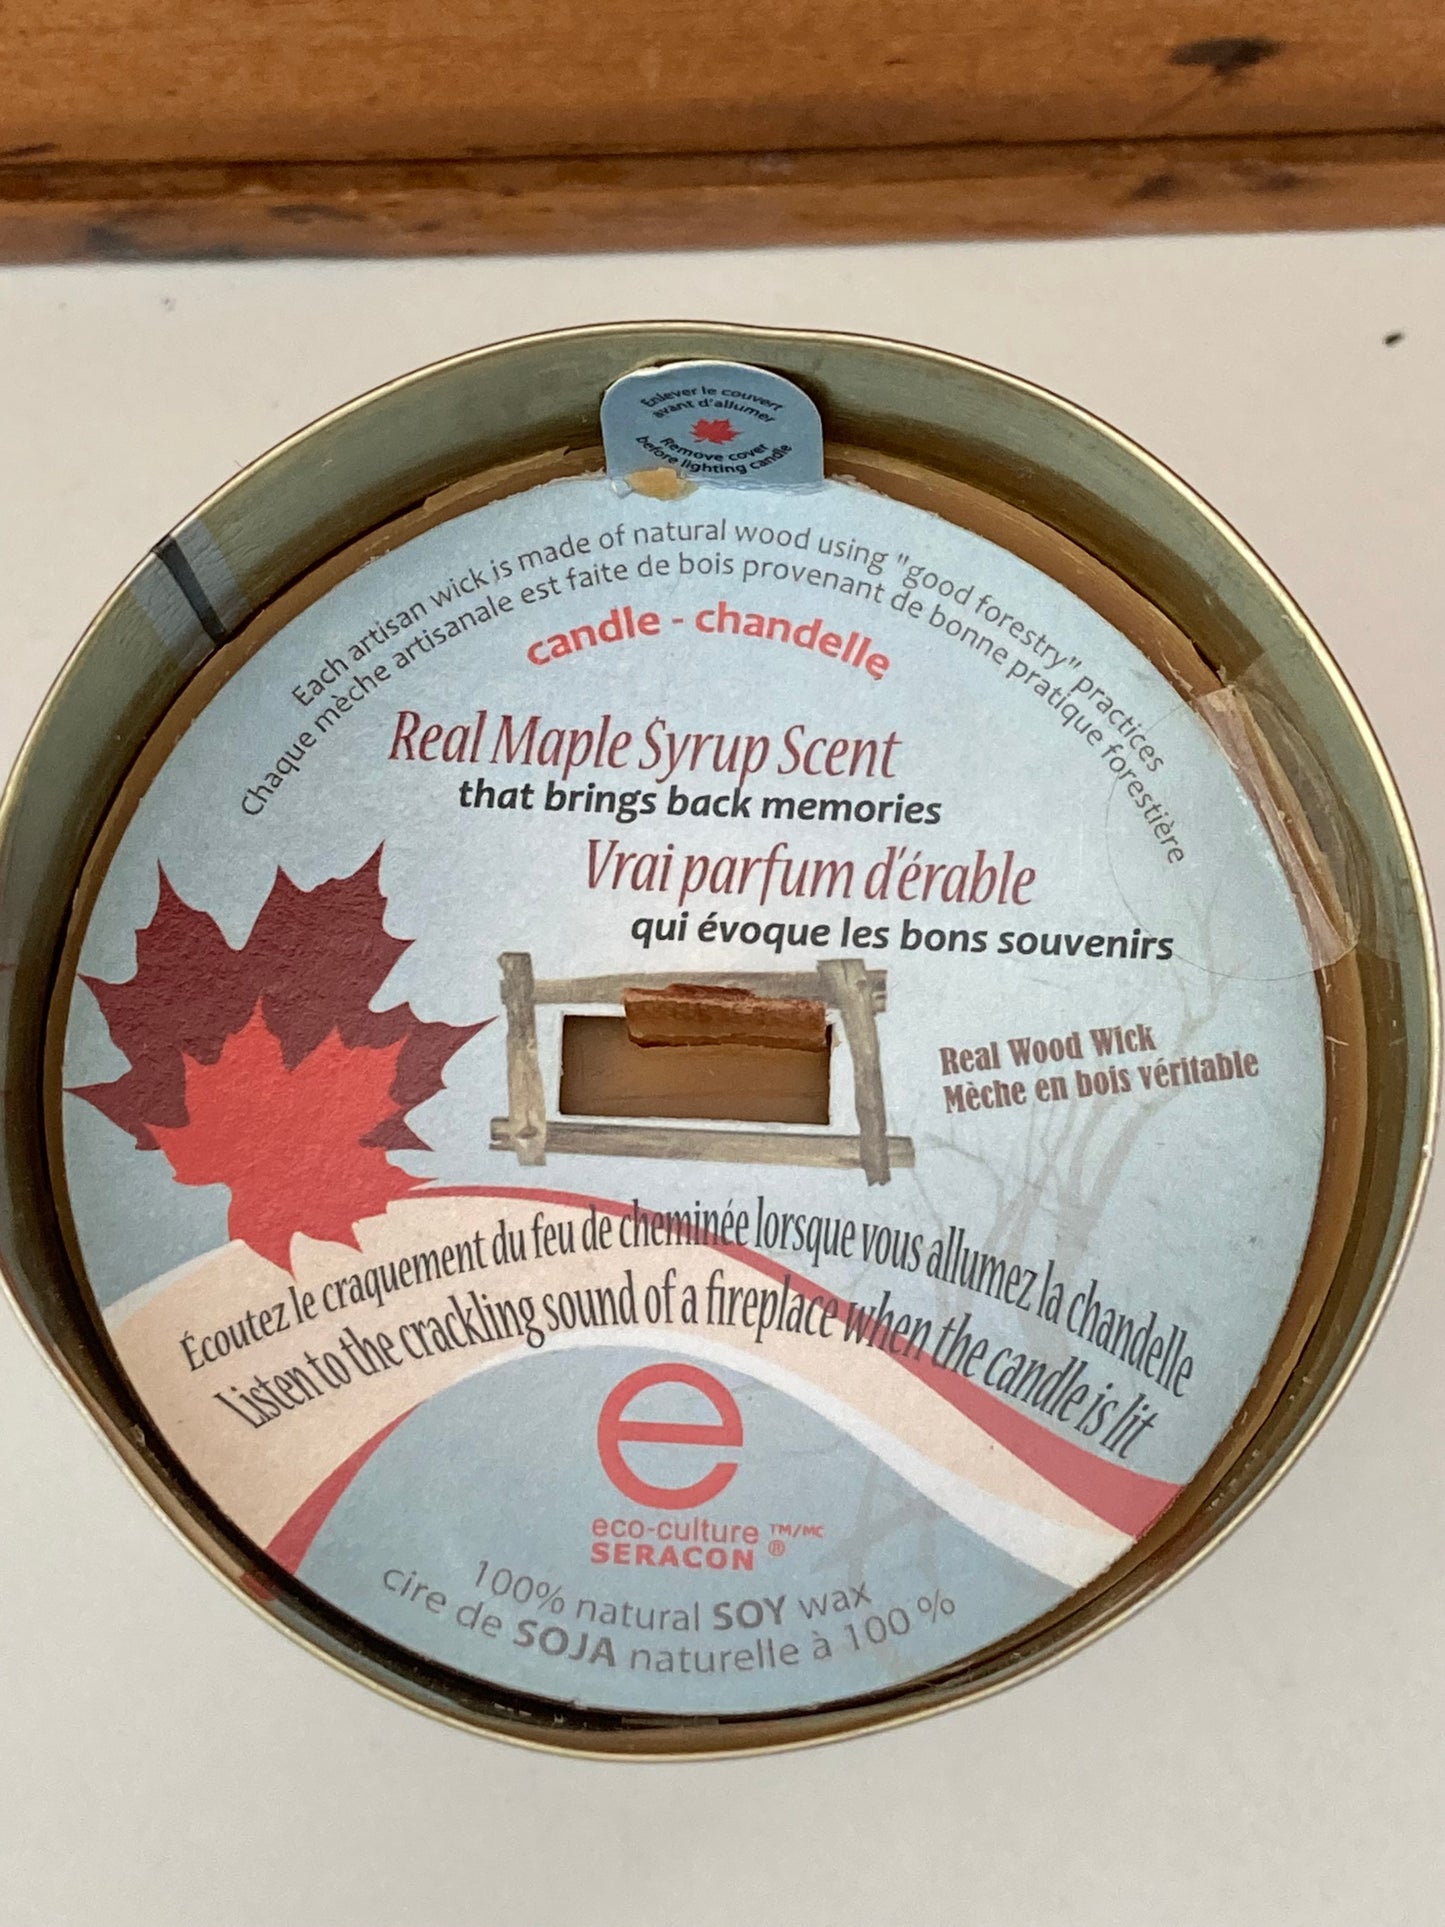 Enlever le couvert
avant d'allumer
Remove cover
before lighting candle
Each artisan wick is made of natural wood using "good forestry" practices
Chaque mèche artisanale est faite de bois provenant de bonne pratique forestière
candle - chandelle
Real Maple Syrup Scent
that brings back memories
Vrai parfum d'érable
qui évoque les bons souvenirs
Real Wood Wick
Mèche en bois véritable
Écoutez le craquement du feu de cheminée lorsque vous allumez la chandelle
Listen to the crackling sound of a fireplace when the candle is lit
e
eco-culture TM/MC
SERACON ®
100% natural SOY wax
cire de SOJA naturelle à 100 %